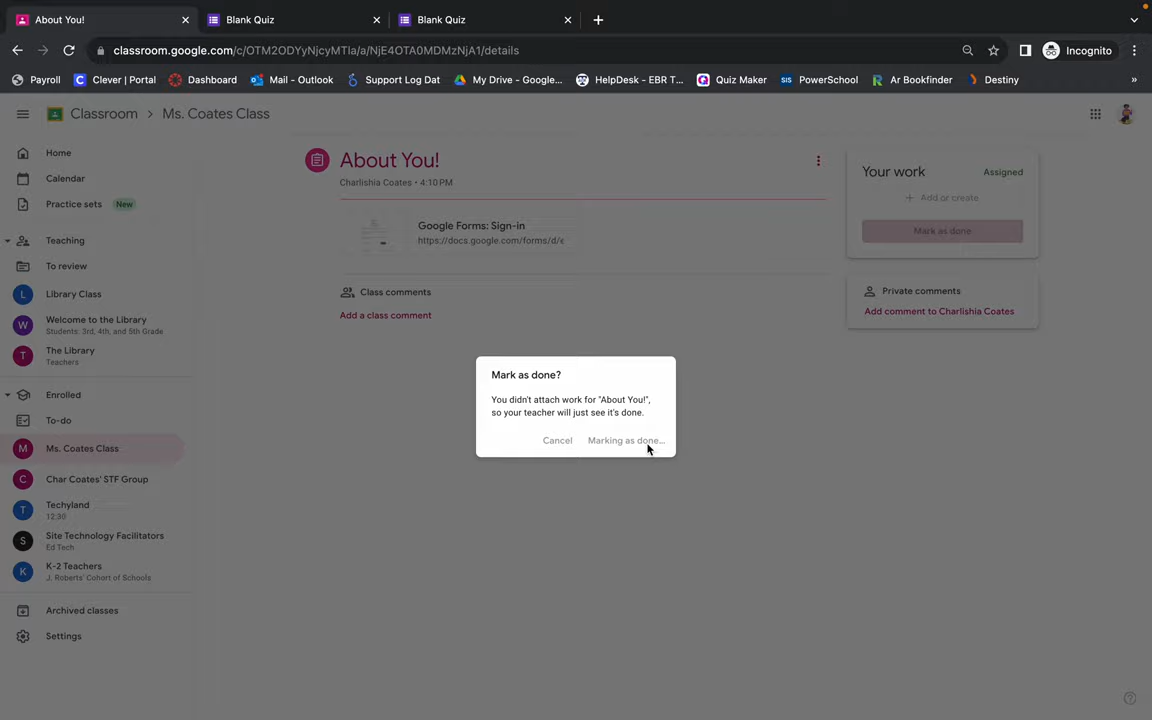 About You!
Blank Quiz
Blank Quiz
classroom.google.com/c/OTM2ODYyNjcyMTIa/a/NjE4OTA0MDMzNjA1/details
Incognito
Payroll
Clever | Portal
Dashboard
Mail - Outlook
Support Log Dat
My Drive - Google...
HelpDesk - EBR T...
Quiz Maker
SIS PowerSchool
Ar Bookfinder
Destiny
»
Classroom > Ms. Coates Class
Home
Calendar
Practice sets New
Teaching
To review
L Library Class
W Welcome to the Library
Students: 3rd, 4th, and 5th Grade
T The Library
Teachers
Enrolled
To-do
M Ms. Coates Class
C Char Coates' STF Group
T Techyland
12:30
S Site Technology Facilitators
Ed Tech
K K-2 Teachers
J. Roberts' Cohort of Schools
Archived classes
Settings
About You!
Charlishia Coates • 4:10 PM
Google Forms: Sign-in
https://docs.google.com/forms/d/e
Class comments
Add a class comment
Your work Assigned
+ Add or create
Mark as done
Private comments
Add comment to Charlishia Coates
Mark as done?
You didn't attach work for "About You!",
so your teacher will just see it's done.
Cancel Marking as done...